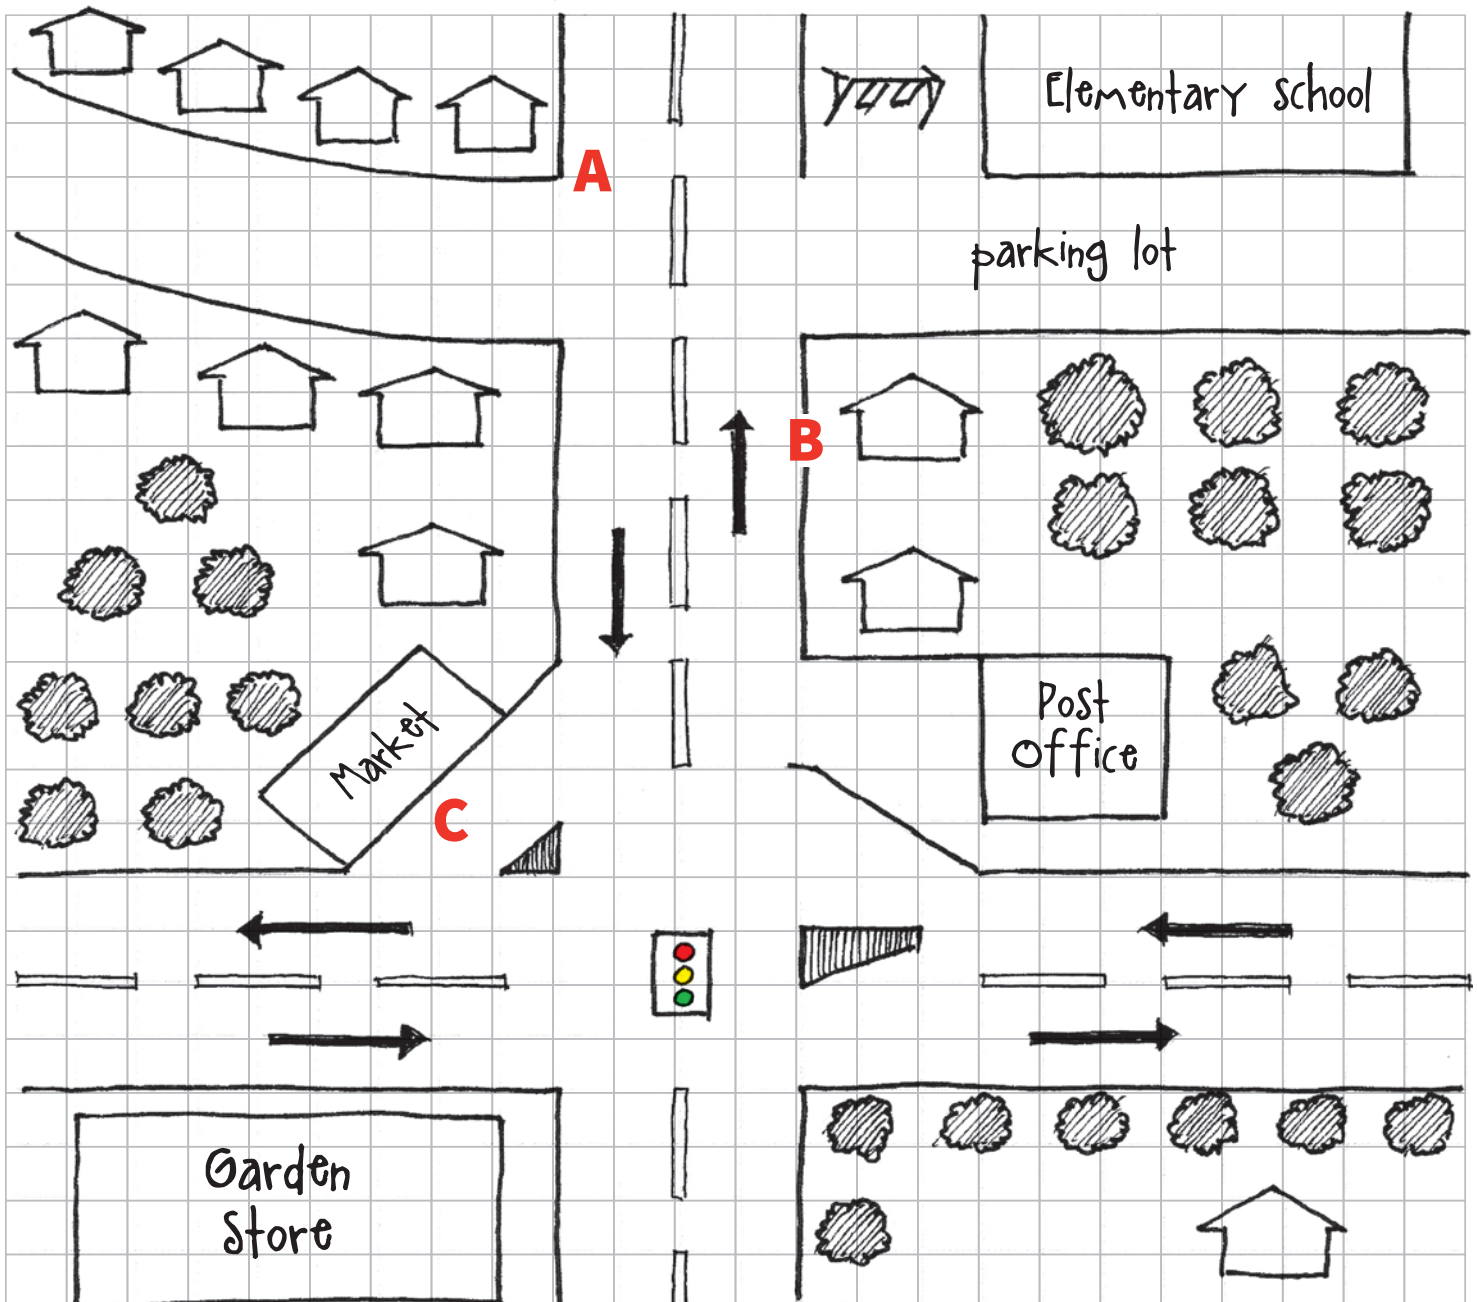 Elementary school
A
parking lot
B
Post
Office
Market
C
Garden
Store